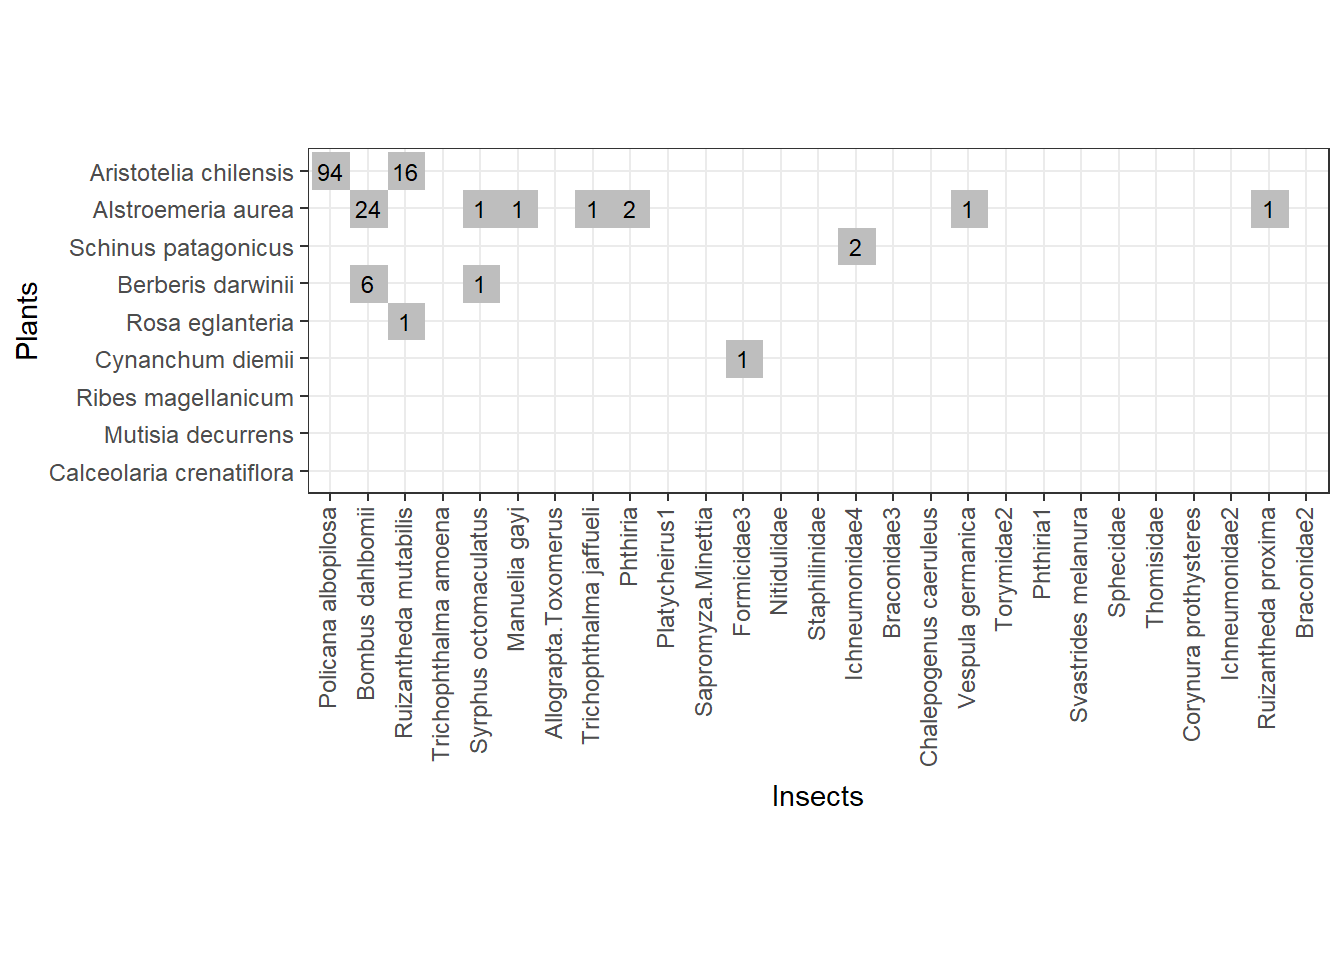 Aristotelia chilensis 94 16
Alstroemeria aurea 24 1 1 1 2 1 1
Schinus patagonicus 2
Berberis darwinii 6 1
Rosa eglanteria 1
Cynanchum diemii 1
Ribes magellanicum
Mutisia decurrens
Calceolaria crenatiflora
Plants
Policana albopilosa
Bombus dahlbomii
Ruizantheda mutabilis
Trichophthalma amoena
Syrphus octomaculatus
Manuelia gayi
Allograpta.Toxomerus
Trichophthalma jaffueli
Phthiria
Platycheirus1
Sapromyza.Minettia
Formicidae3
Nitidulidae
Staphilinidae
Ichneumonidae4
Braconidae3
Chalepogenus caeruleus
Vespula germanica
Torymidae2
Phthiria1
Svastrides melanura
Sphecidae
Thomisidae
Corynura prothysteres
Ichneumonidae2
Ruizantheda proxima
Braconidae2
Insects